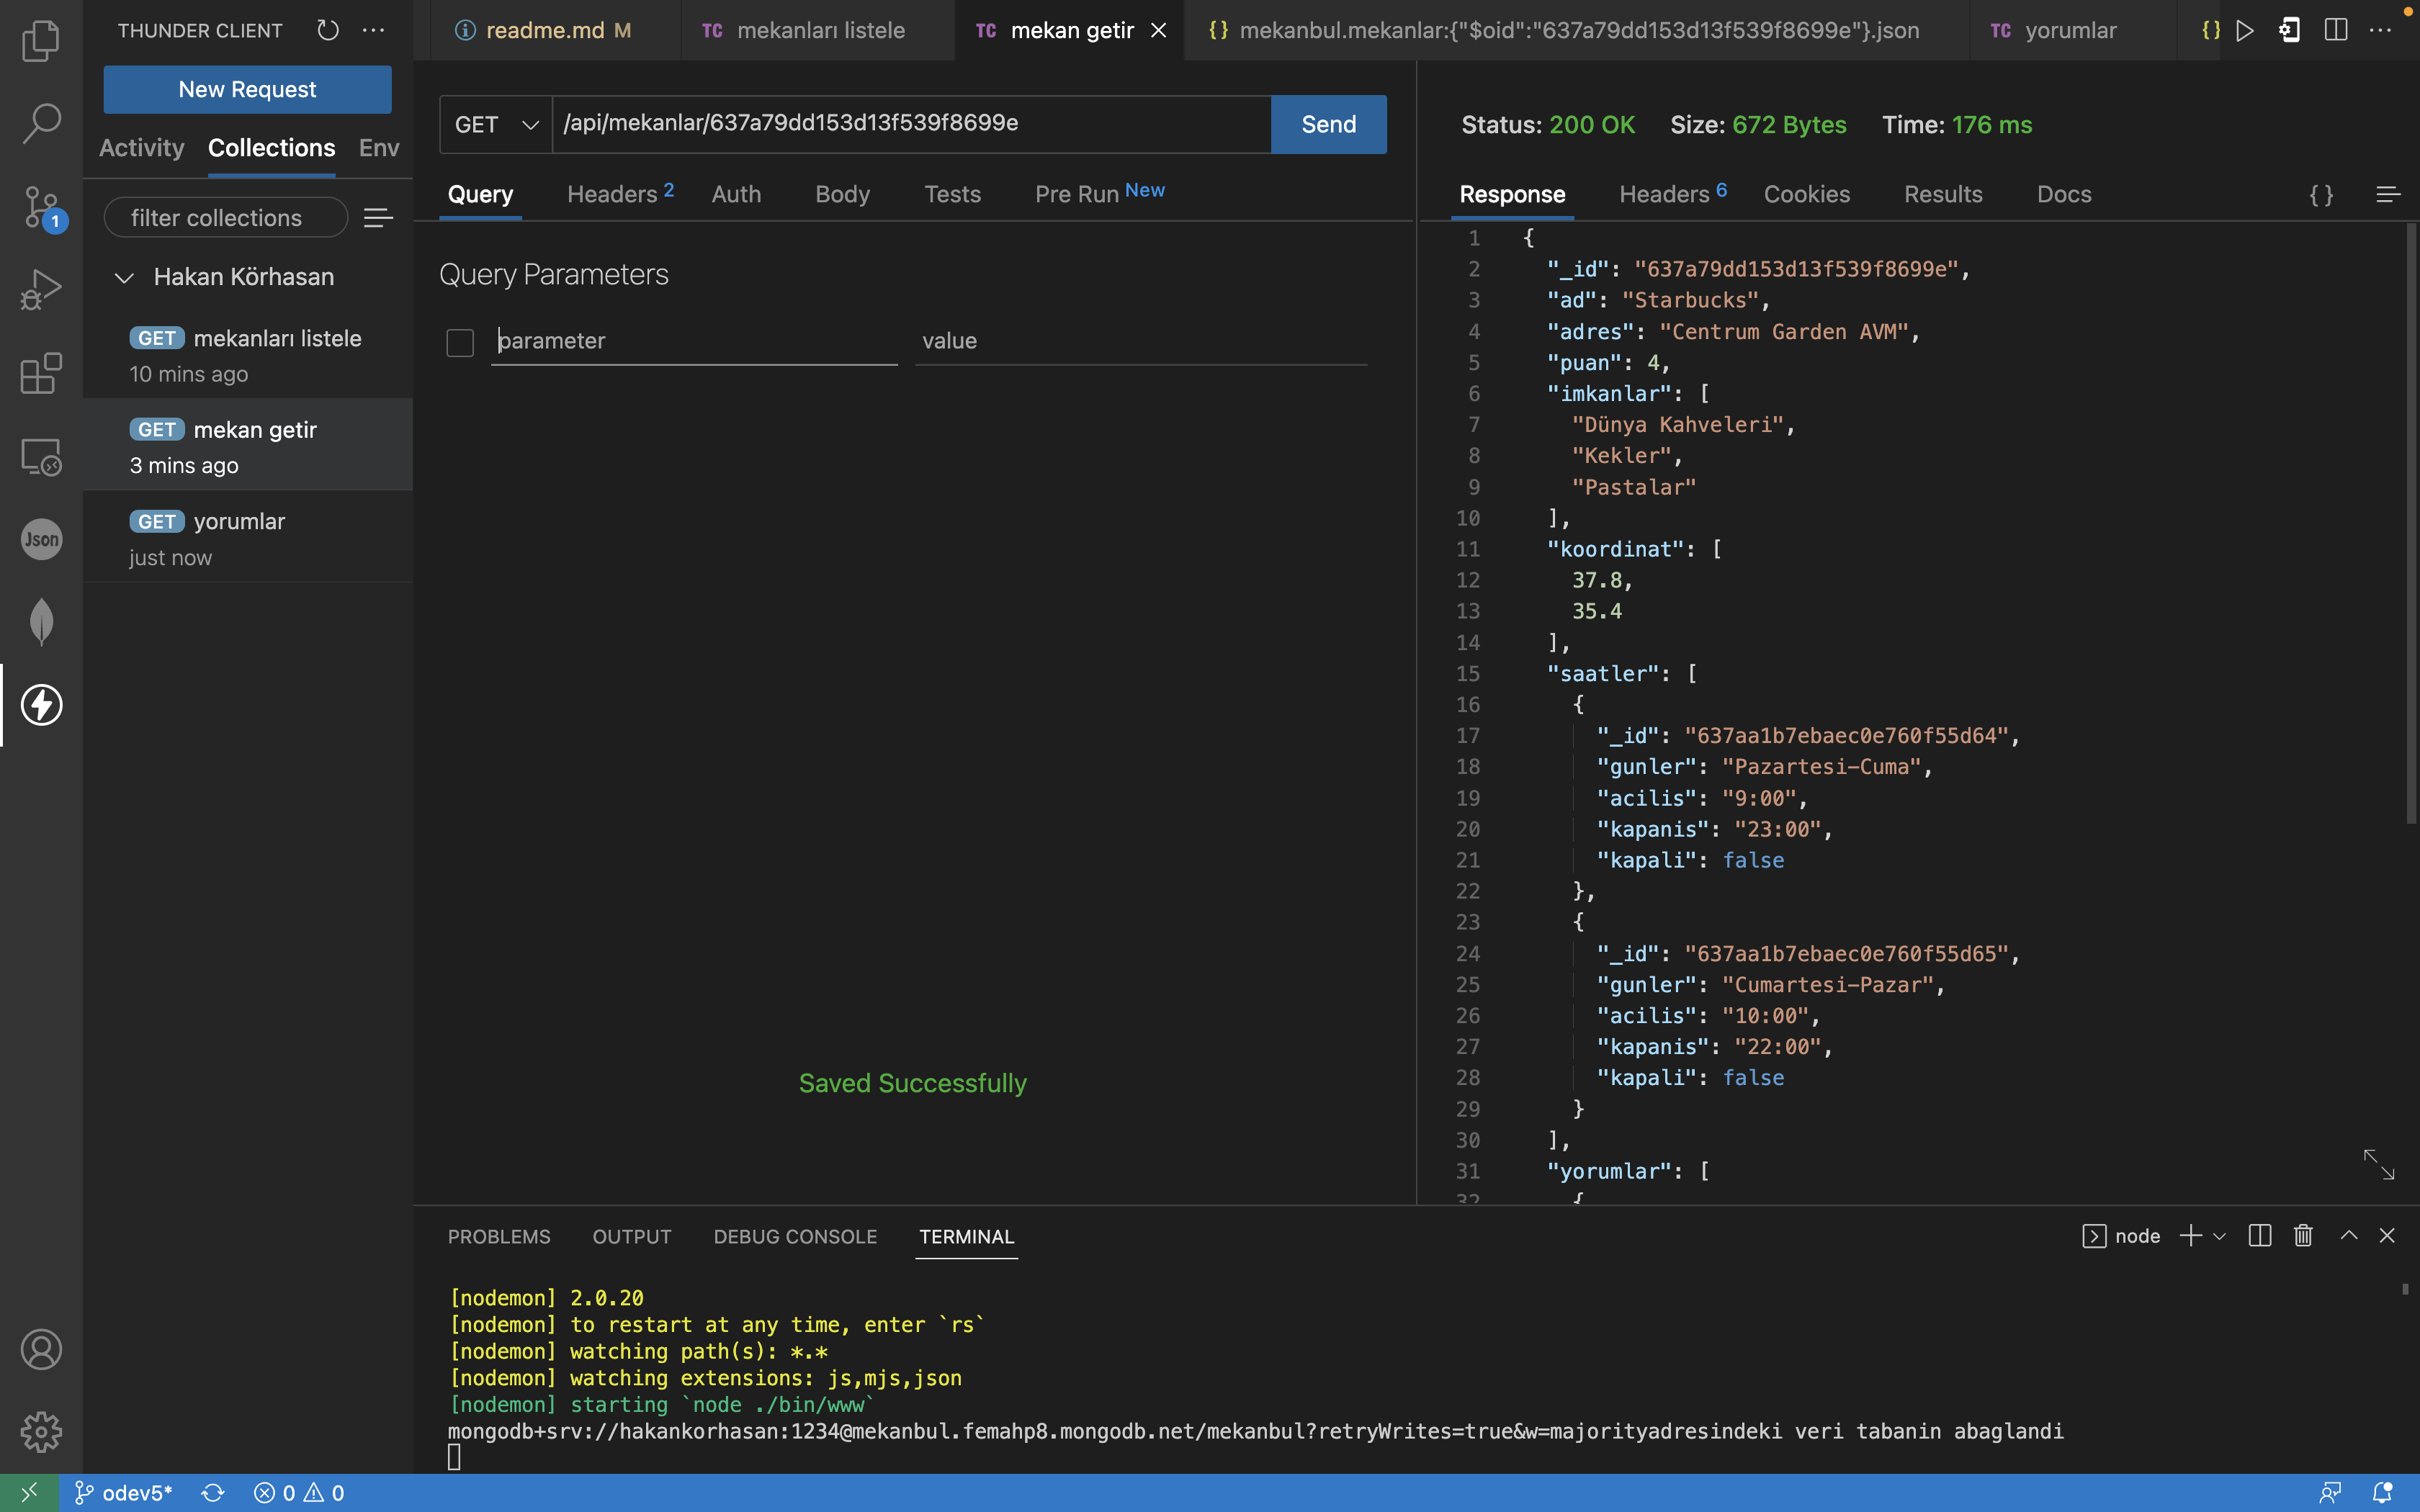 THUNDER CLIENT
New Request
Activity Collections Env
filter collections
Hakan Körhasan
GET mekanları listele
10 mins ago
GET mekan getir
3 mins ago
GET yorumlar
just now
1
Json
readme.md M
TC mekanları listele
TC mekan getir
{} mekanbul.mekanlar:{"$oid":"637a79dd153d13f539f8699e"}.json
TC yorumlar
{}
GET /api/mekanlar/637a79dd153d13f539f8699e Send
Query Headers 2 Auth Body Tests Pre Run New
Query Parameters
parameter value
Saved Successfully
Status: 200 OK Size: 672 Bytes Time: 176 ms
Response Headers 6 Cookies Results Docs {}
1 {
2 "_id": "637a79dd153d13f539f8699e",
3 "ad": "Starbucks",
4 "adres": "Centrum Garden AVM",
5 "puan": 4,
6 "imkanlar": [
7 "Dünya Kahveleri",
8 "Kekler",
9 "Pastalar"
10 ],
11 "koordinat": [
12 37.8,
13 35.4
14 ],
15 "saatler": [
16 {
17 "_id": "637aa1b7ebaec0e760f55d64",
18 "gunler": "Pazartesi-Cuma",
19 "acilis": "9:00",
20 "kapanis": "23:00",
21 "kapali": false
22 },
23 {
24 "_id": "637aa1b7ebaec0e760f55d65",
25 "gunler": "Cumartesi-Pazar",
26 "acilis": "10:00",
27 "kapanis": "22:00",
28 "kapali": false
29 }
30 ],
31 "yorumlar": [
32 {
PROBLEMS OUTPUT DEBUG CONSOLE TERMINAL
node
[nodemon] 2.0.20
[nodemon] to restart at any time, enter `rs`
[nodemon] watching path(s): *.*
[nodemon] watching extensions: js,mjs,json
[nodemon] starting `node ./bin/www`
mongodb+srv://hakankorhasan:1234@mekanbul.femahp8.mongodb.net/mekanbul?retryWrites=true&w=majorityadresindeki veri tabanin abaglandi
odev5* 0 0